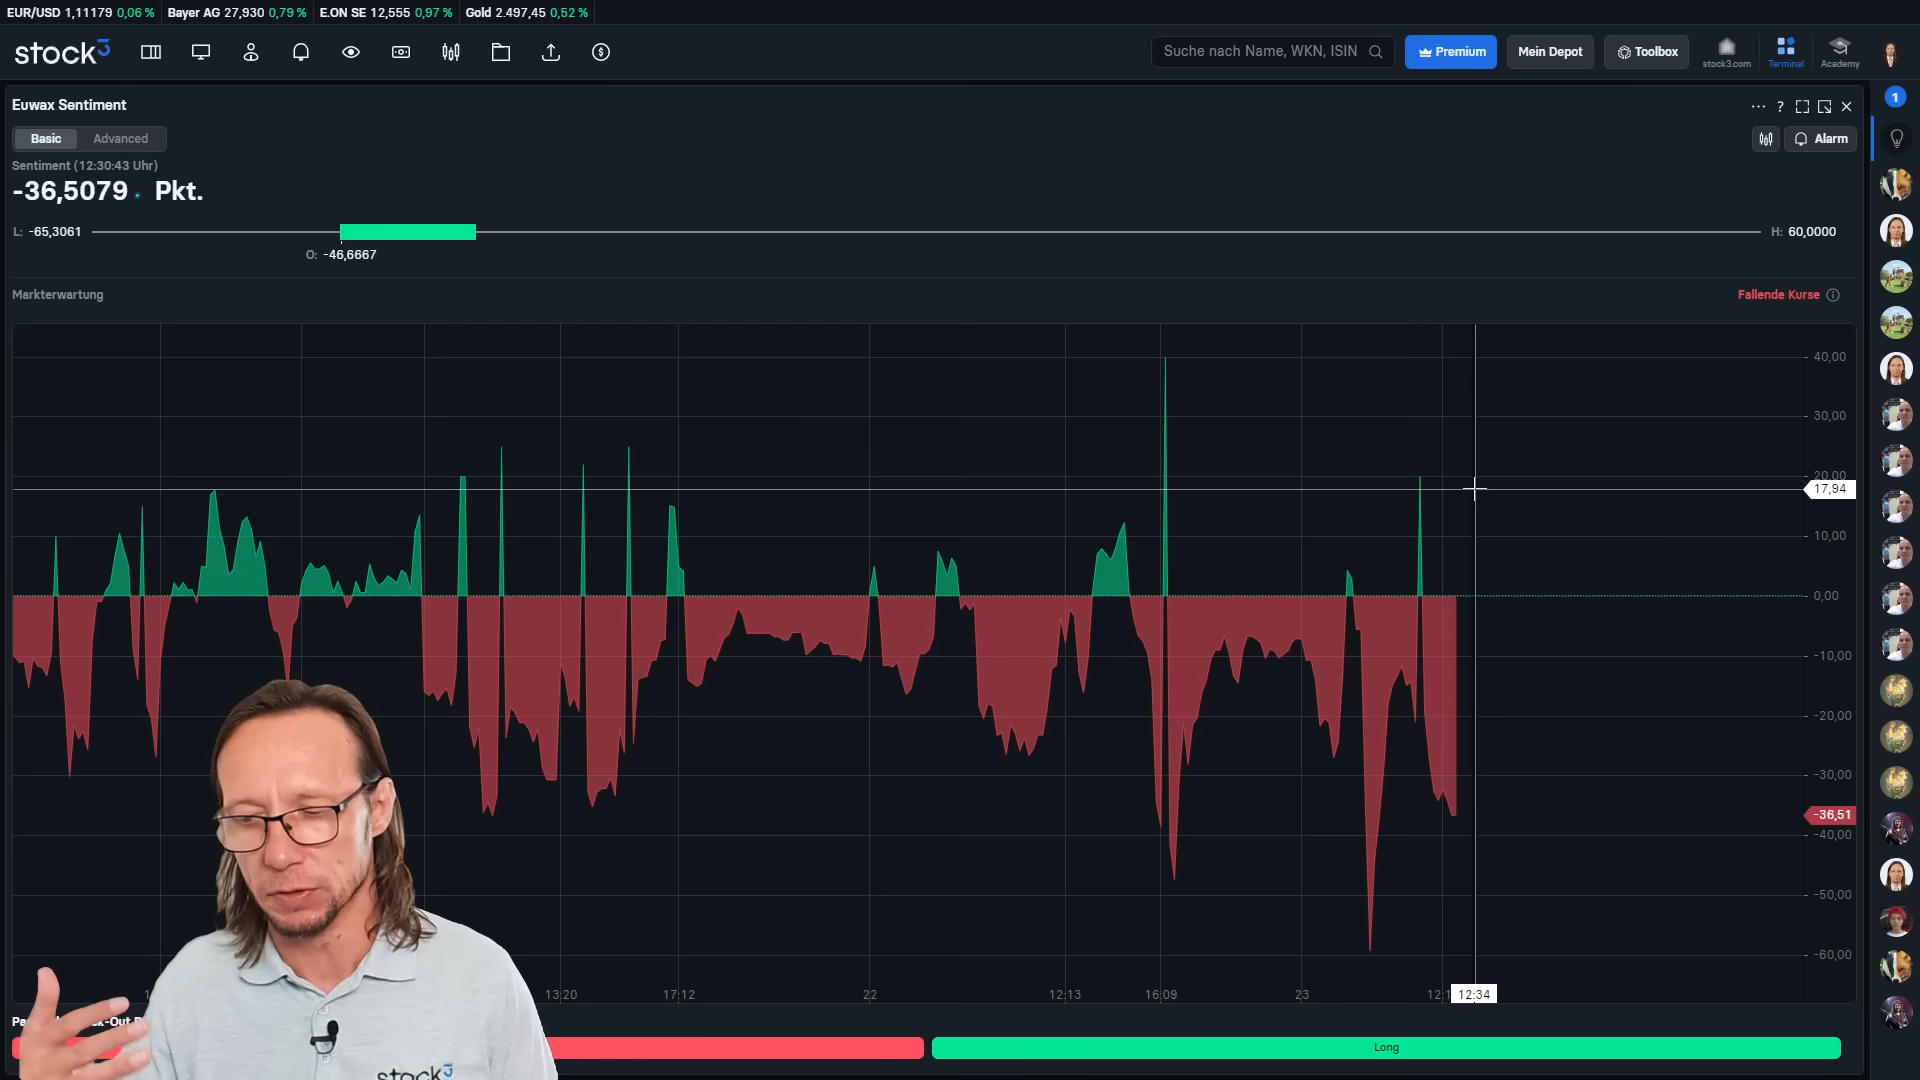 EUR/USD 1,11179 0,06 % Bayer AG 27,930 0,79 % E.ON SE 12,555 0,97 % Gold 2.497,45 0,52 %
stock3
Suche nach Name, WKN, ISIN
Premium
Mein Depot
Toolbox
stock3.com
Terminal
Academy
Euwax Sentiment
... ?
1
Basic
Advanced
Alarm
Sentiment (12:30:43 Uhr)
-36,5079 Pkt.
L: -65,3061
H: 60,0000
O: -46,6667
Markterwartung
Fallende Kurse
40,00
30,00
20,00
17,94
10,00
0,00
-10,00
-20,00
-30,00
-36,51
-40,00
-50,00
-60,00
13:20
17:12
22
12:13
16:09
23
12:34
Long
stock3